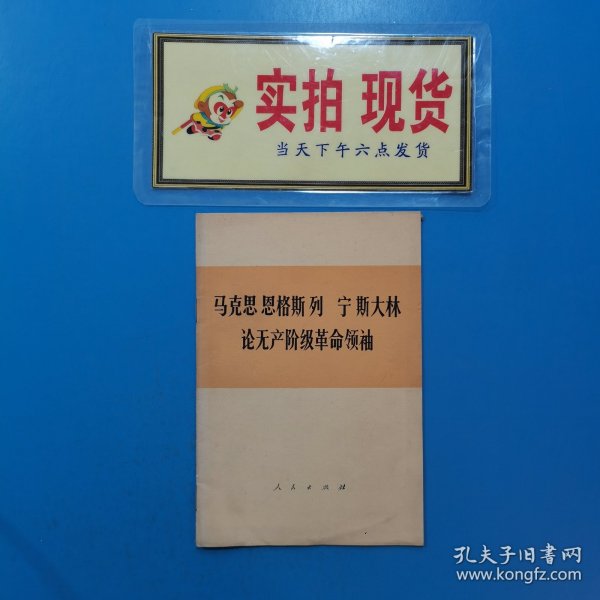 实拍 现货
当天下午六点发货
马克思 恩格斯 列 宁 斯大林
论无产阶级革命领袖
人民出版社
孔夫子旧書网
www.kongfz.com